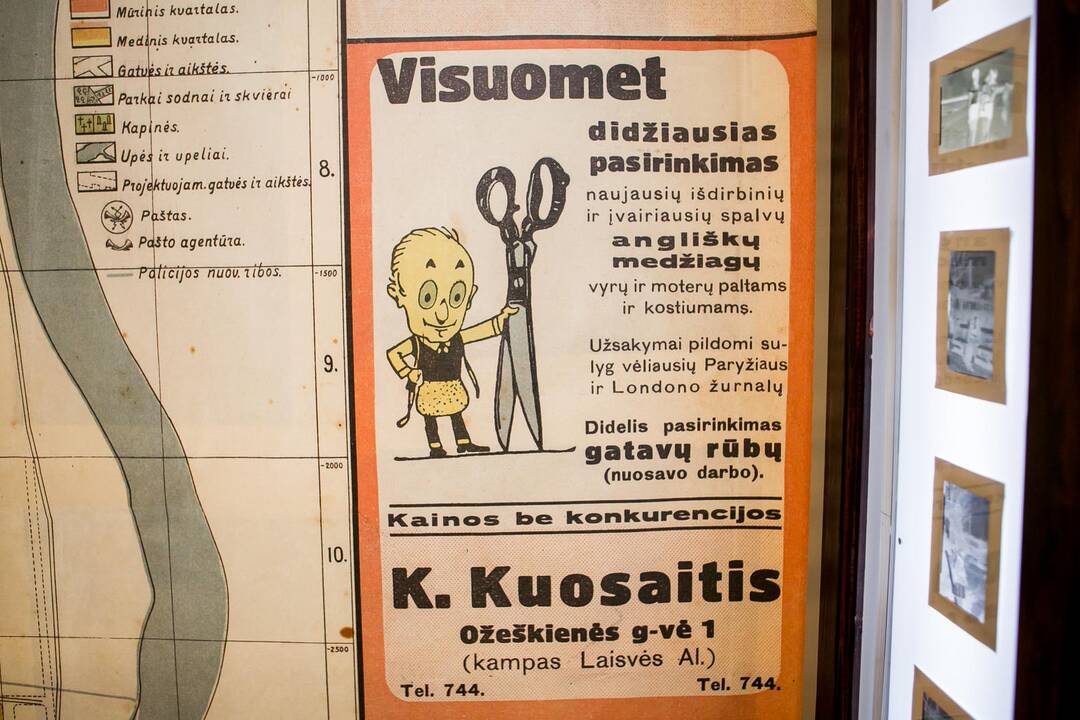 Mūrinis kvartalas.
Medinis kvartalas.
Gatvės ir aikštės.
Parkai sodnai ir skvierai
Kapinės.
Upės ir upeliai.
Projektuojam. gatvės ir aikštės.
Paštas.
Pašto agentūra.
Policijos nuov. ribos.
-1000
8.
-1500
9.
-2000
10.
-2500
Visuomet
didžiausias
pasirinkimas
naujausių išdirbinių
ir įvairiausių spalvų
angliškų
medžiagų
vyrų ir moterų paltams
ir kostiumams.
Užsakymai pildomi su-
lyg vėliausių Paryžiaus
ir Londono žurnalų
Didelis pasirinkimas
gatavų rūbų
(nuosavo darbo).
Kainos be konkurencijos
K. Kuosaitis
Ožeškienės g-vė 1
(kampas Laisvės Al.)
Tel. 744. Tel. 744.